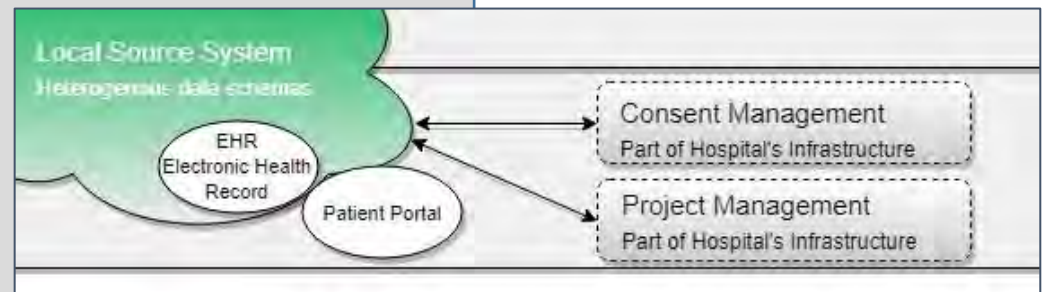 Local Source System
Heterogenous data schemas
EHR
Electronic Health
Record
Patient Portal
Consent Management
Part of Hospital's Infrastructure
Project Management
Part of Hospital's Infrastructure